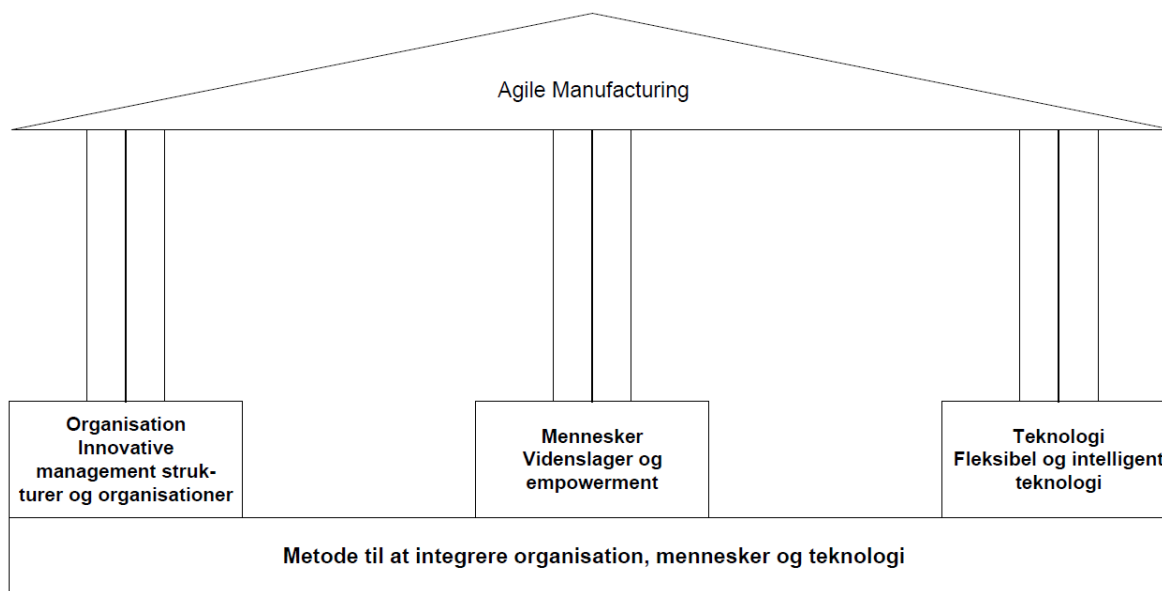 Agile Manufacturing
Organisation
Innovative
management struk-
turer og organisationer
Mennesker
Videnslager og
empowerment
Teknologi
Fleksibel og intelligent
teknologi
Metode til at integrere organisation, mennesker og teknologi